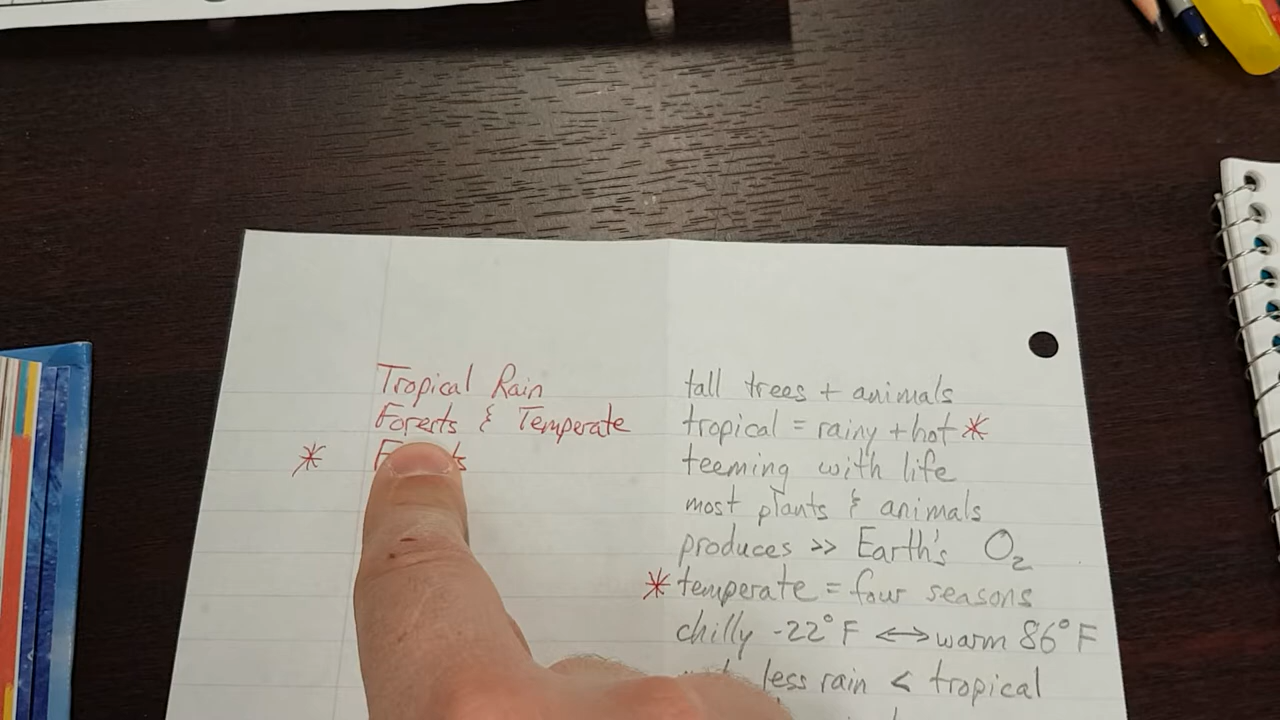 Tropical Rain
Forests & Temperate
*
tall trees + animals
tropical = rainy + hot *
teeming with life
most plants & animals
produces >> Earth's O₂
* temperate = four seasons
chilly -22°F <-> warm 86°F
less rain < tropical